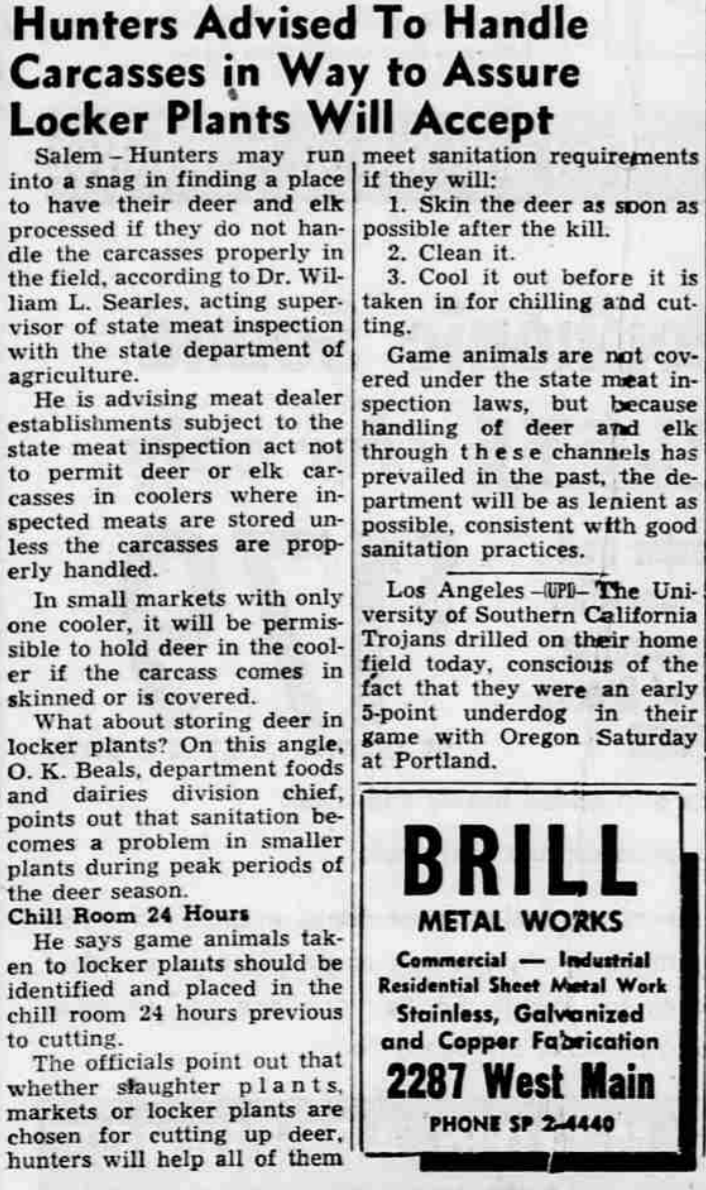 Hunters Advised To Handle
Carcasses in Way to Assure
Locker Plants Will Accept
Salem – Hunters may run
into a snag in finding a place
to have their deer and elk
processed if they do not han-
dle the carcasses properly in
the field, according to Dr. Wil-
liam L. Searles, acting super-
visor of state meat inspection
with the state department of
agriculture.
He is advising meat dealer
establishments subject to the
state meat inspection act not
to permit deer or elk car-
casses in coolers where in-
spected meats are stored un-
less the carcasses are prop-
erly handled.
In small markets with only
one cooler, it will be permis-
sible to hold deer in the cool-
er if the carcass comes in
skinned or is covered.
What about storing deer in
locker plants? On this angle,
O. K. Beals, department foods
and dairies division chief,
points out that sanitation be-
comes a problem in smaller
plants during peak periods of
the deer season.
Chill Room 24 Hours
He says game animals tak-
en to locker plants should be
identified and placed in the
chill room 24 hours previous
to cutting.
The officials point out that
whether slaughter plants,
markets or locker plants are
chosen for cutting up deer,
hunters will help all of them
meet sanitation requirements
if they will:
1. Skin the deer as soon as
possible after the kill.
2. Clean it.
3. Cool it out before it is
taken in for chilling and cut-
ting.
Game animals are not cov-
ered under the state meat in-
spection laws, but because
handling of deer and elk
through these channels has
prevailed in the past, the de-
partment will be as lenient as
possible, consistent with good
sanitation practices.
Los Angeles –(UPI)– The Uni-
versity of Southern California
Trojans drilled on their home
field today, conscious of the
fact that they were an early
5-point underdog in their
game with Oregon Saturday
at Portland.
BRILL
METAL WORKS
Commercial — Industrial
Residential Sheet Metal Work
Stainless, Galvanized
and Copper Fabrication
2287 West Main
PHONE SP 2-4440